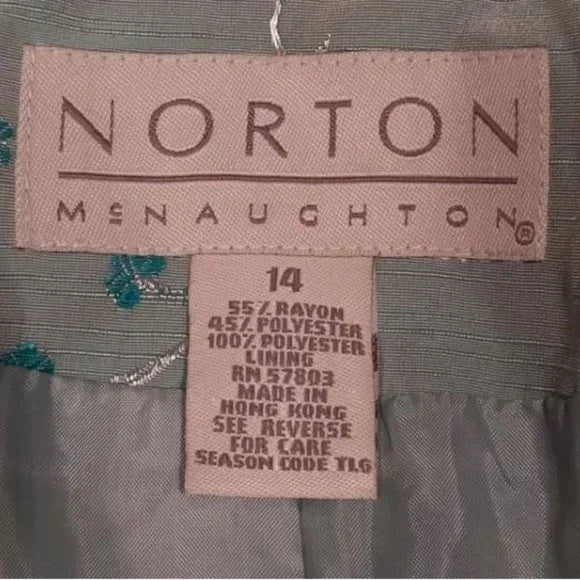 NORTON
McNAUGHTON®
14
55% RAYON
45% POLYESTER
100% POLYESTER
LINING
RN 57803
MADE IN
HONG KONG
SEE REVERSE
FOR CARE
SEASON CODE TLG